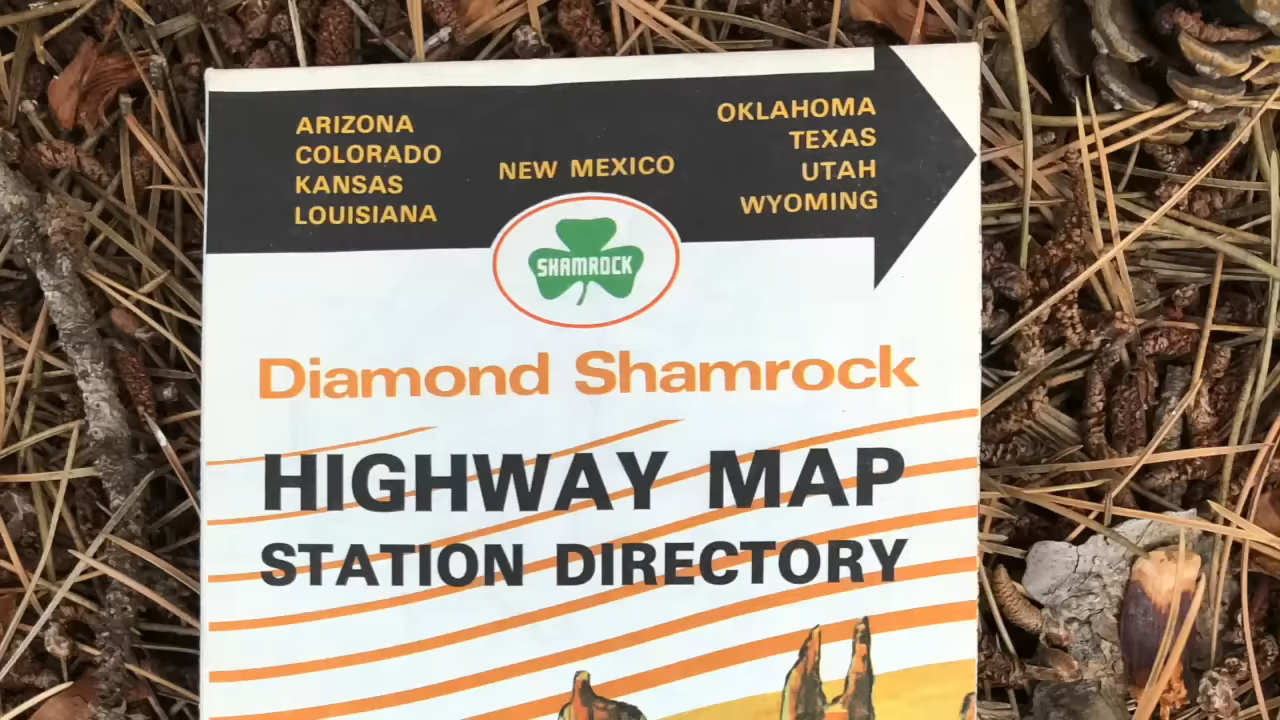 ARIZONA
COLORADO
KANSAS
LOUISIANA
NEW MEXICO
OKLAHOMA
TEXAS
UTAH
WYOMING
SHAMROCK
Diamond Shamrock
HIGHWAY MAP
STATION DIRECTORY